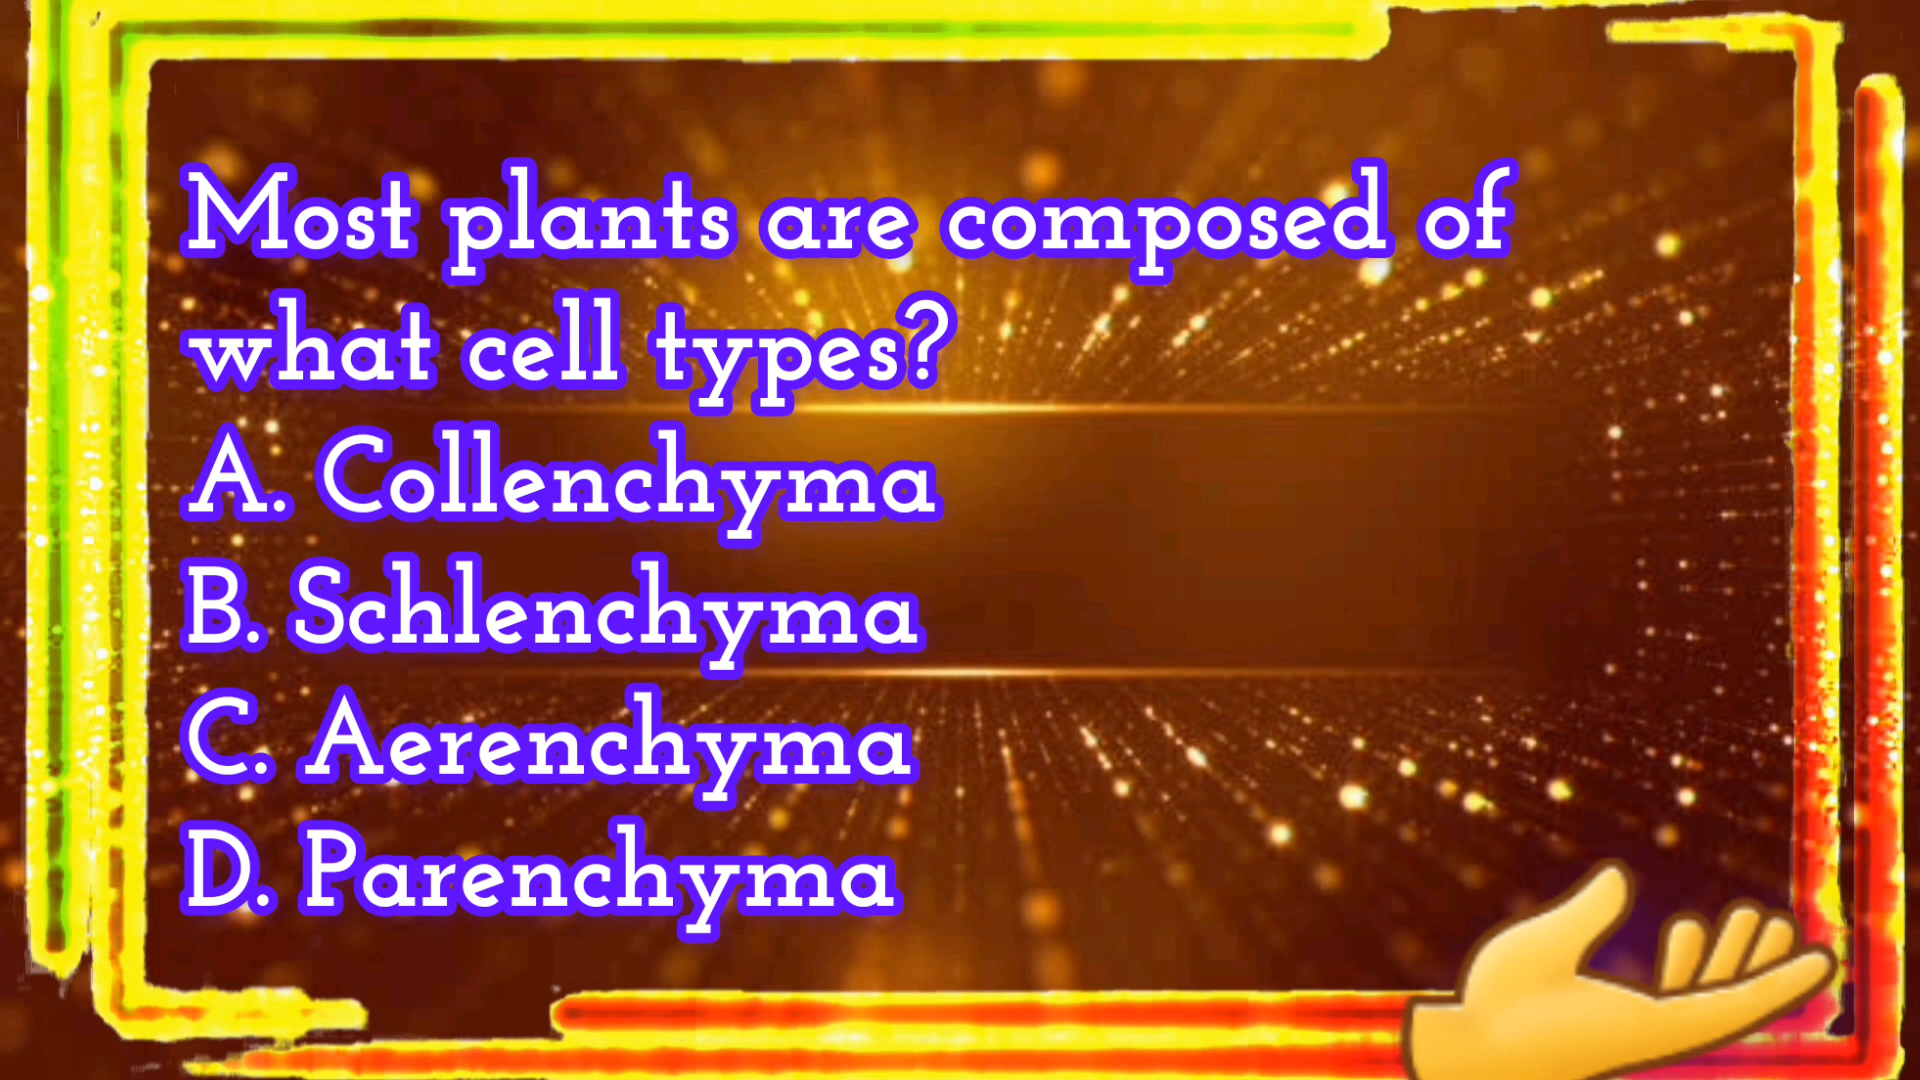 Most plants are composed of
what cell types?
A. Collenchyma
B. Schlenchyma
C. Aerenchyma
D. Parenchyma